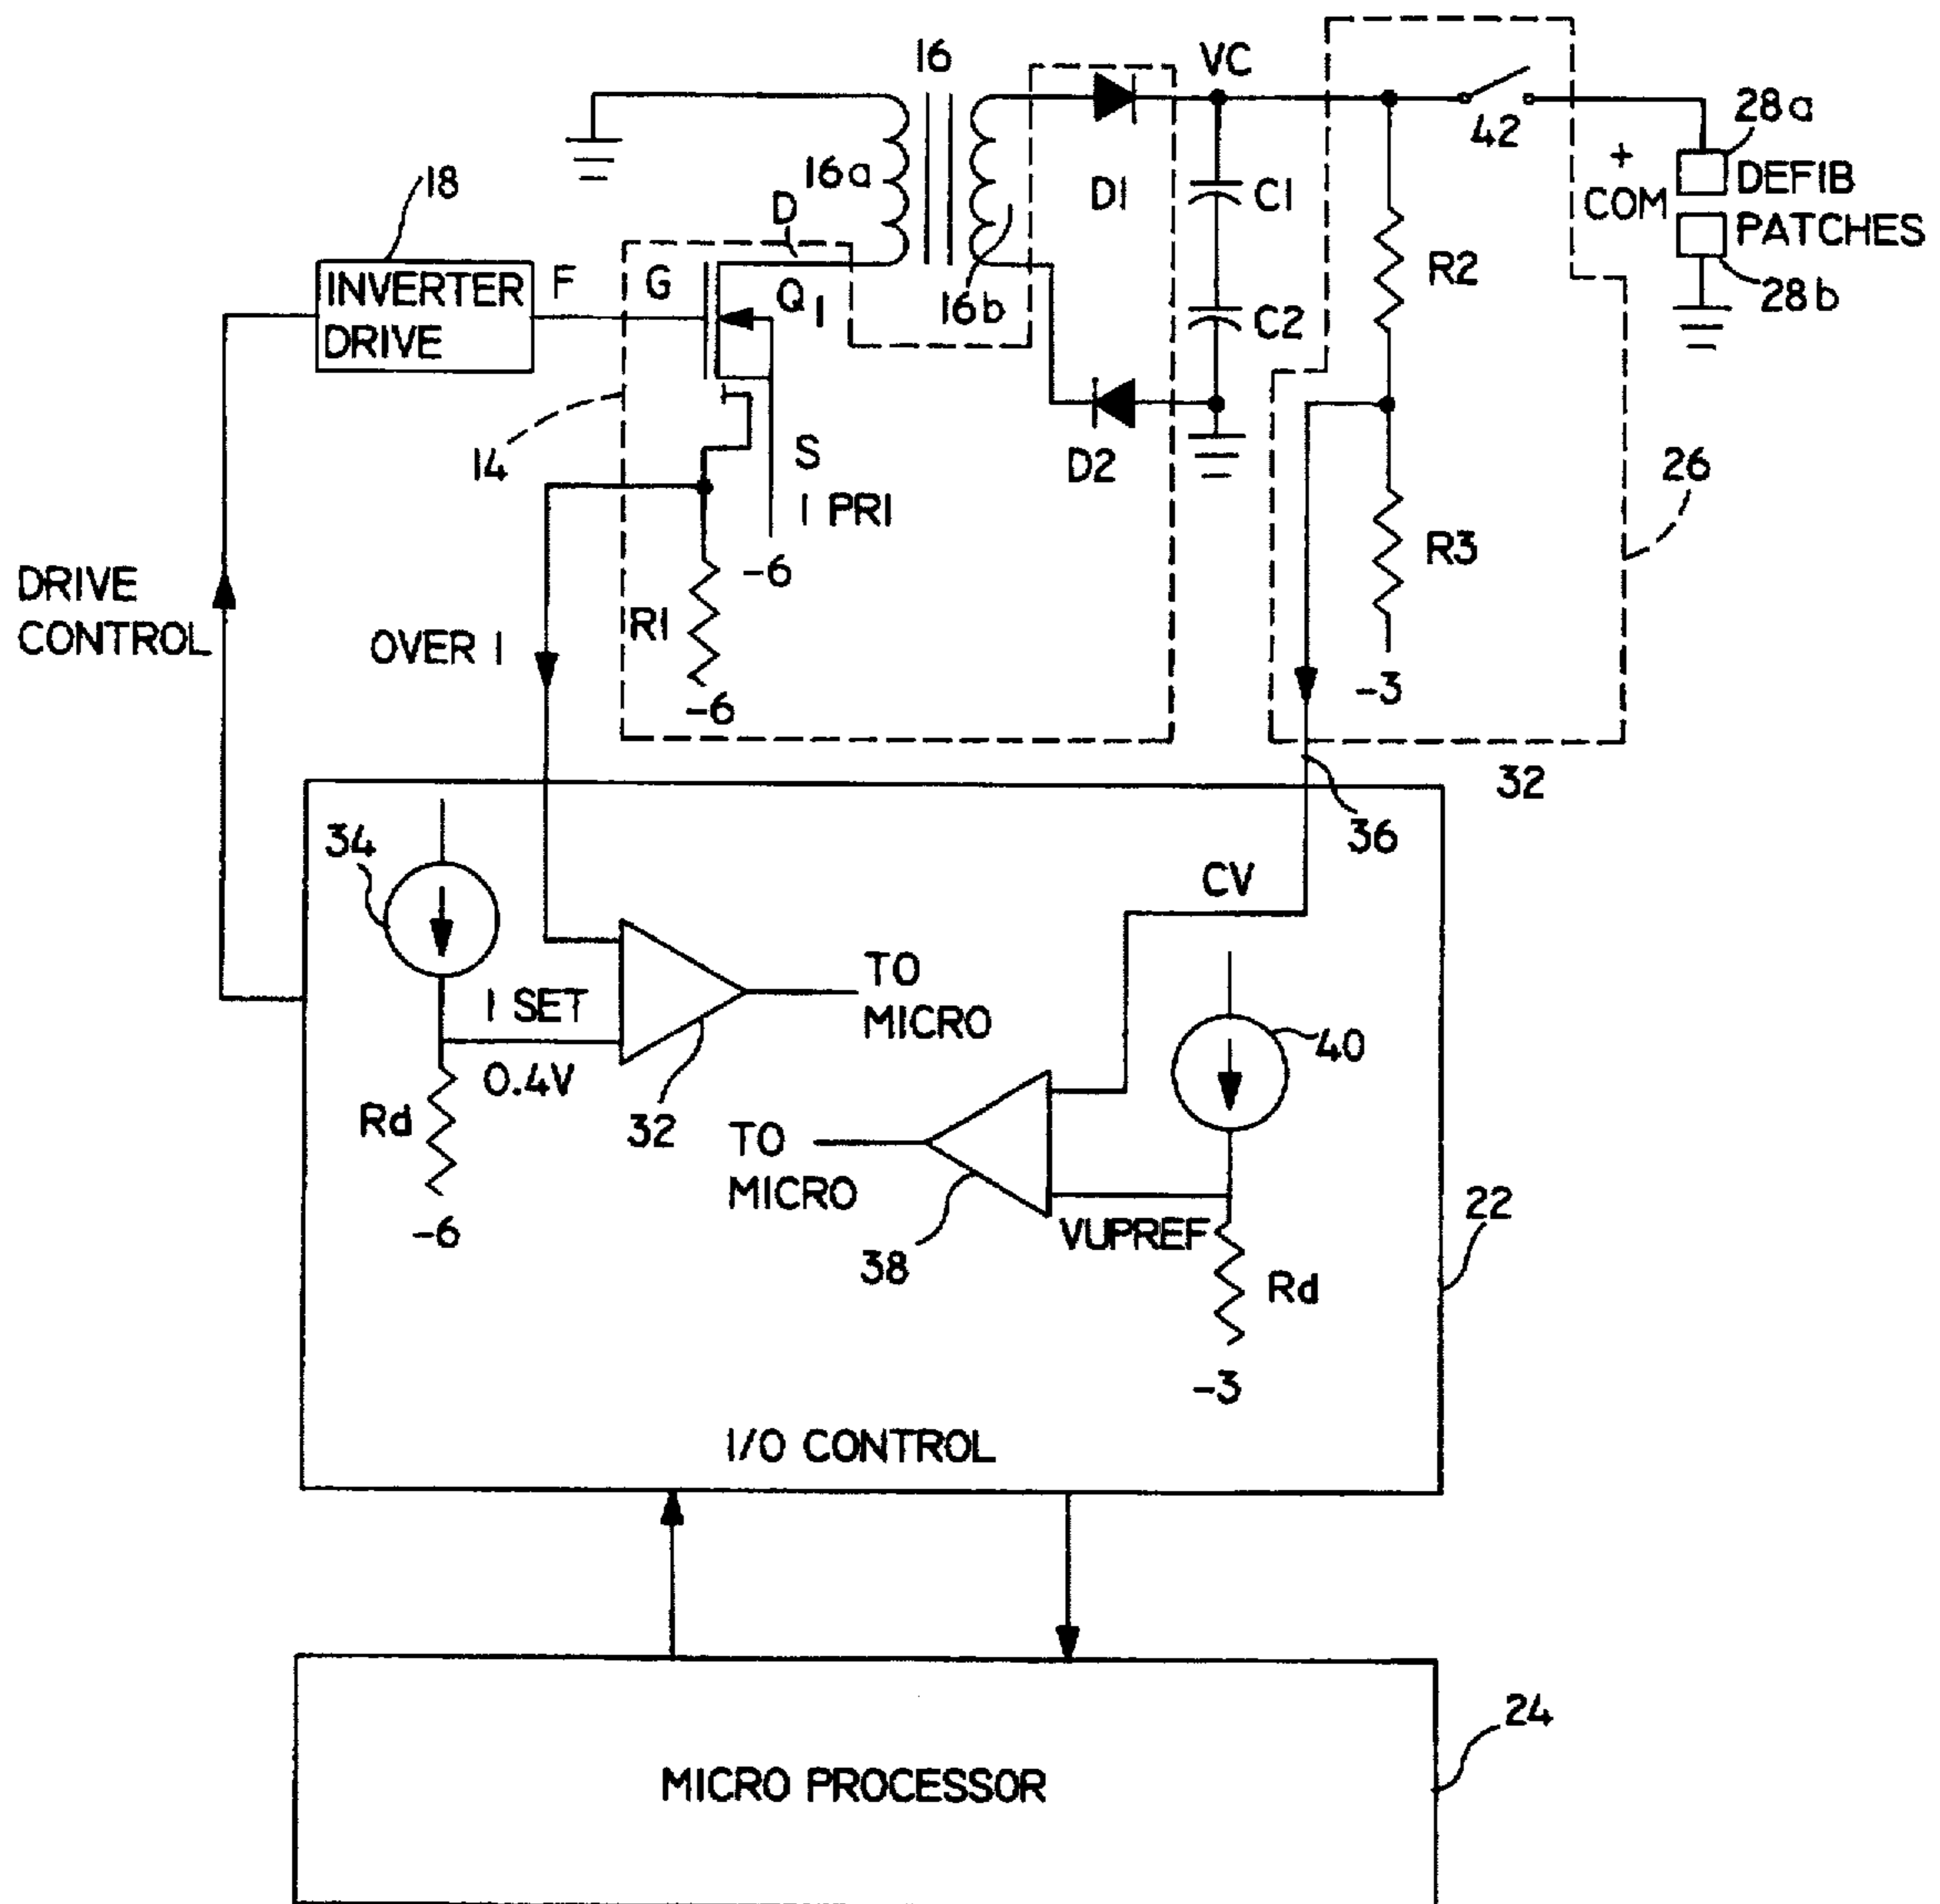 16
VC
28a
42
+
COM
DEFIB
PATCHES
28b
18
16a
D
D1
C1
INVERTER
DRIVE
F
G
Q1
16b
R2
C2
14
S
I PRI
D2
26
-6
R3
DRIVE
CONTROL
OVER I
R1
-6
-3
32
36
34
CV
I SET
0.4V
TO
MICRO
40
Rd
32
TO
MICRO
22
-6
38
VUPREF
Rd
-3
I/O CONTROL
24
MICRO PROCESSOR